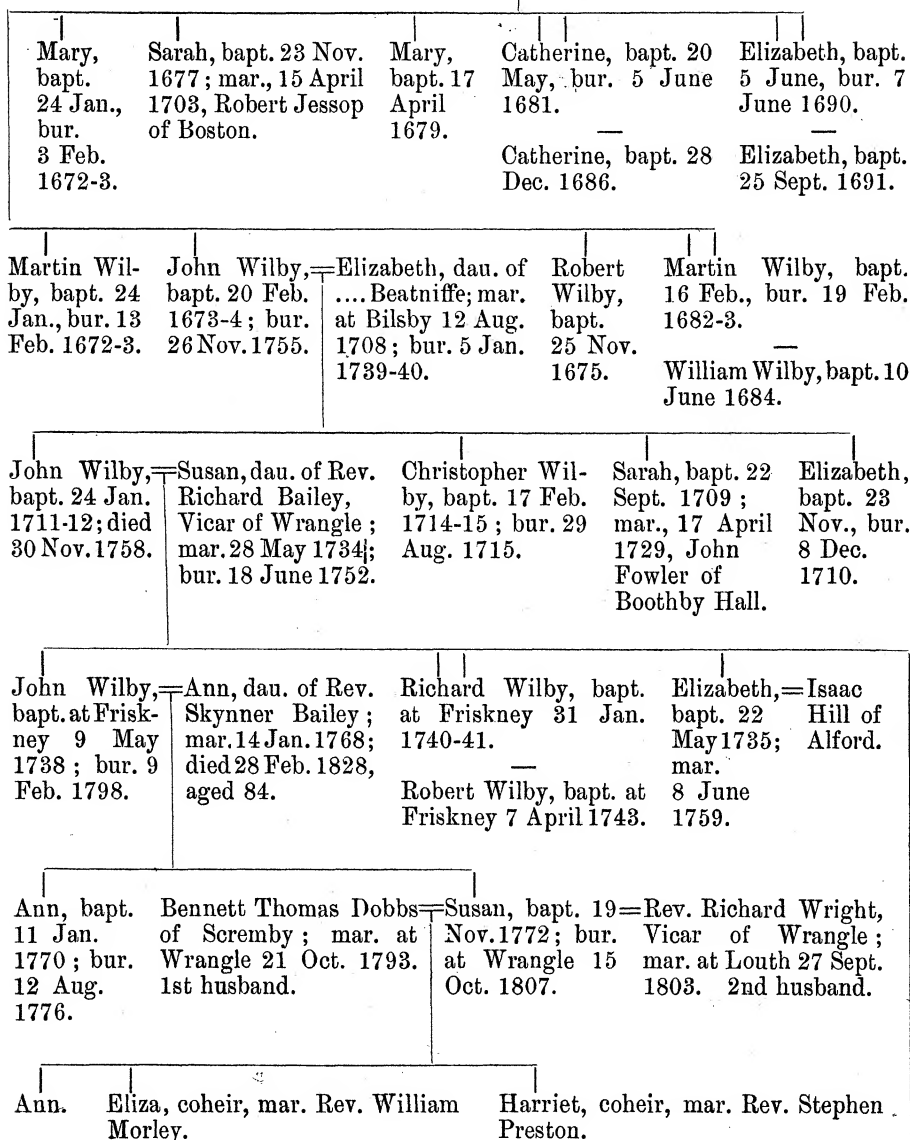 Mary,
bapt.
24 Jan.,
bur.
3 Feb.
1672-3.
Sarah, bapt. 23 Nov.
1677; mar., 15 April
1703, Robert Jessop
of Boston.
Mary,
bapt. 17
April
1679.
Catherine, bapt. 20
May, bur. 5 June
1681.
—
Catherine, bapt. 28
Dec. 1686.
Elizabeth, bapt.
5 June, bur. 7
June 1690.
—
Elizabeth, bapt.
25 Sept. 1691.
Martin Wil-
by, bapt. 24
Jan., bur. 13
Feb. 1672-3.
John Wilby,=
bapt. 20 Feb.
1673-4; bur.
26 Nov. 1755.
Elizabeth, dau. of
.... Beatniffe; mar.
at Bilsby 12 Aug.
1708; bur. 5 Jan.
1739-40.
Robert
Wilby,
bapt.
25 Nov.
1675.
Martin Wilby, bapt.
16 Feb., bur. 19 Feb.
1682-3.
—
William Wilby, bapt. 10
June 1684.
John Wilby,=
bapt. 24 Jan.
1711-12; died
30 Nov. 1758.
Susan, dau. of Rev.
Richard Bailey,
Vicar of Wrangle;
mar. 28 May 1734;
bur. 18 June 1752.
Christopher Wil-
by, bapt. 17 Feb.
1714-15; bur. 29
Aug. 1715.
Sarah, bapt. 22
Sept. 1709;
mar., 17 April
1729, John
Fowler of
Boothby Hall.
Elizabeth,
bapt. 23
Nov., bur.
8 Dec.
1710.
John Wilby,=
bapt. at Frisk-
ney 9 May
1738; bur. 9
Feb. 1798.
Ann, dau. of Rev.
Skynner Bailey;
mar. 14 Jan. 1768;
died 28 Feb. 1828,
aged 84.
Richard Wilby, bapt.
at Friskney 31 Jan.
1740-41.
—
Robert Wilby, bapt. at
Friskney 7 April 1743.
Elizabeth,=
bapt. 22
May 1735;
mar.
8 June
1759.
Isaac
Hill of
Alford.
Ann, bapt.
11 Jan.
1770; bur.
12 Aug.
1776.
Bennett Thomas Dobbs=
of Scremby; mar. at
Wrangle 21 Oct. 1793.
1st husband.
Susan, bapt. 19=
Nov. 1772; bur.
at Wrangle 15
Oct. 1807.
Rev. Richard Wright,
Vicar of Wrangle;
mar. at Louth 27 Sept.
1803. 2nd husband.
Ann.
Eliza, coheir, mar. Rev. William
Morley.
Harriet, coheir, mar. Rev. Stephen
Preston.